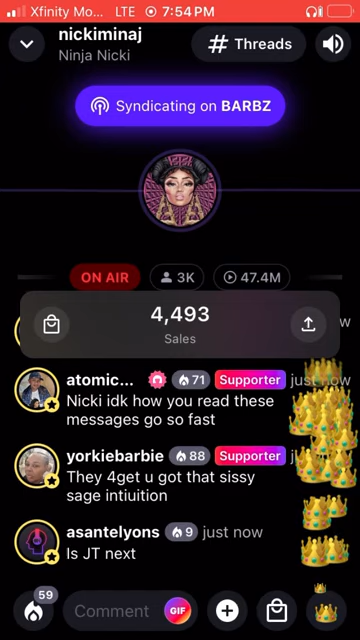 Xfinity Mo... LTE 7:54 PM
nickiminaj
Ninja Nicki
# Threads
Syndicating on BARBZ
ON AIR
3K
47.4M
4,493
Sales
w
atomic... 71 Supporter just now
Nicki idk how you read these
messages go so fast
yorkiebarbie 88 Supporter j
They 4get u got that sissy
sage intiuition
asantelyons 9 just now
Is JT next
59
Comment
GIF